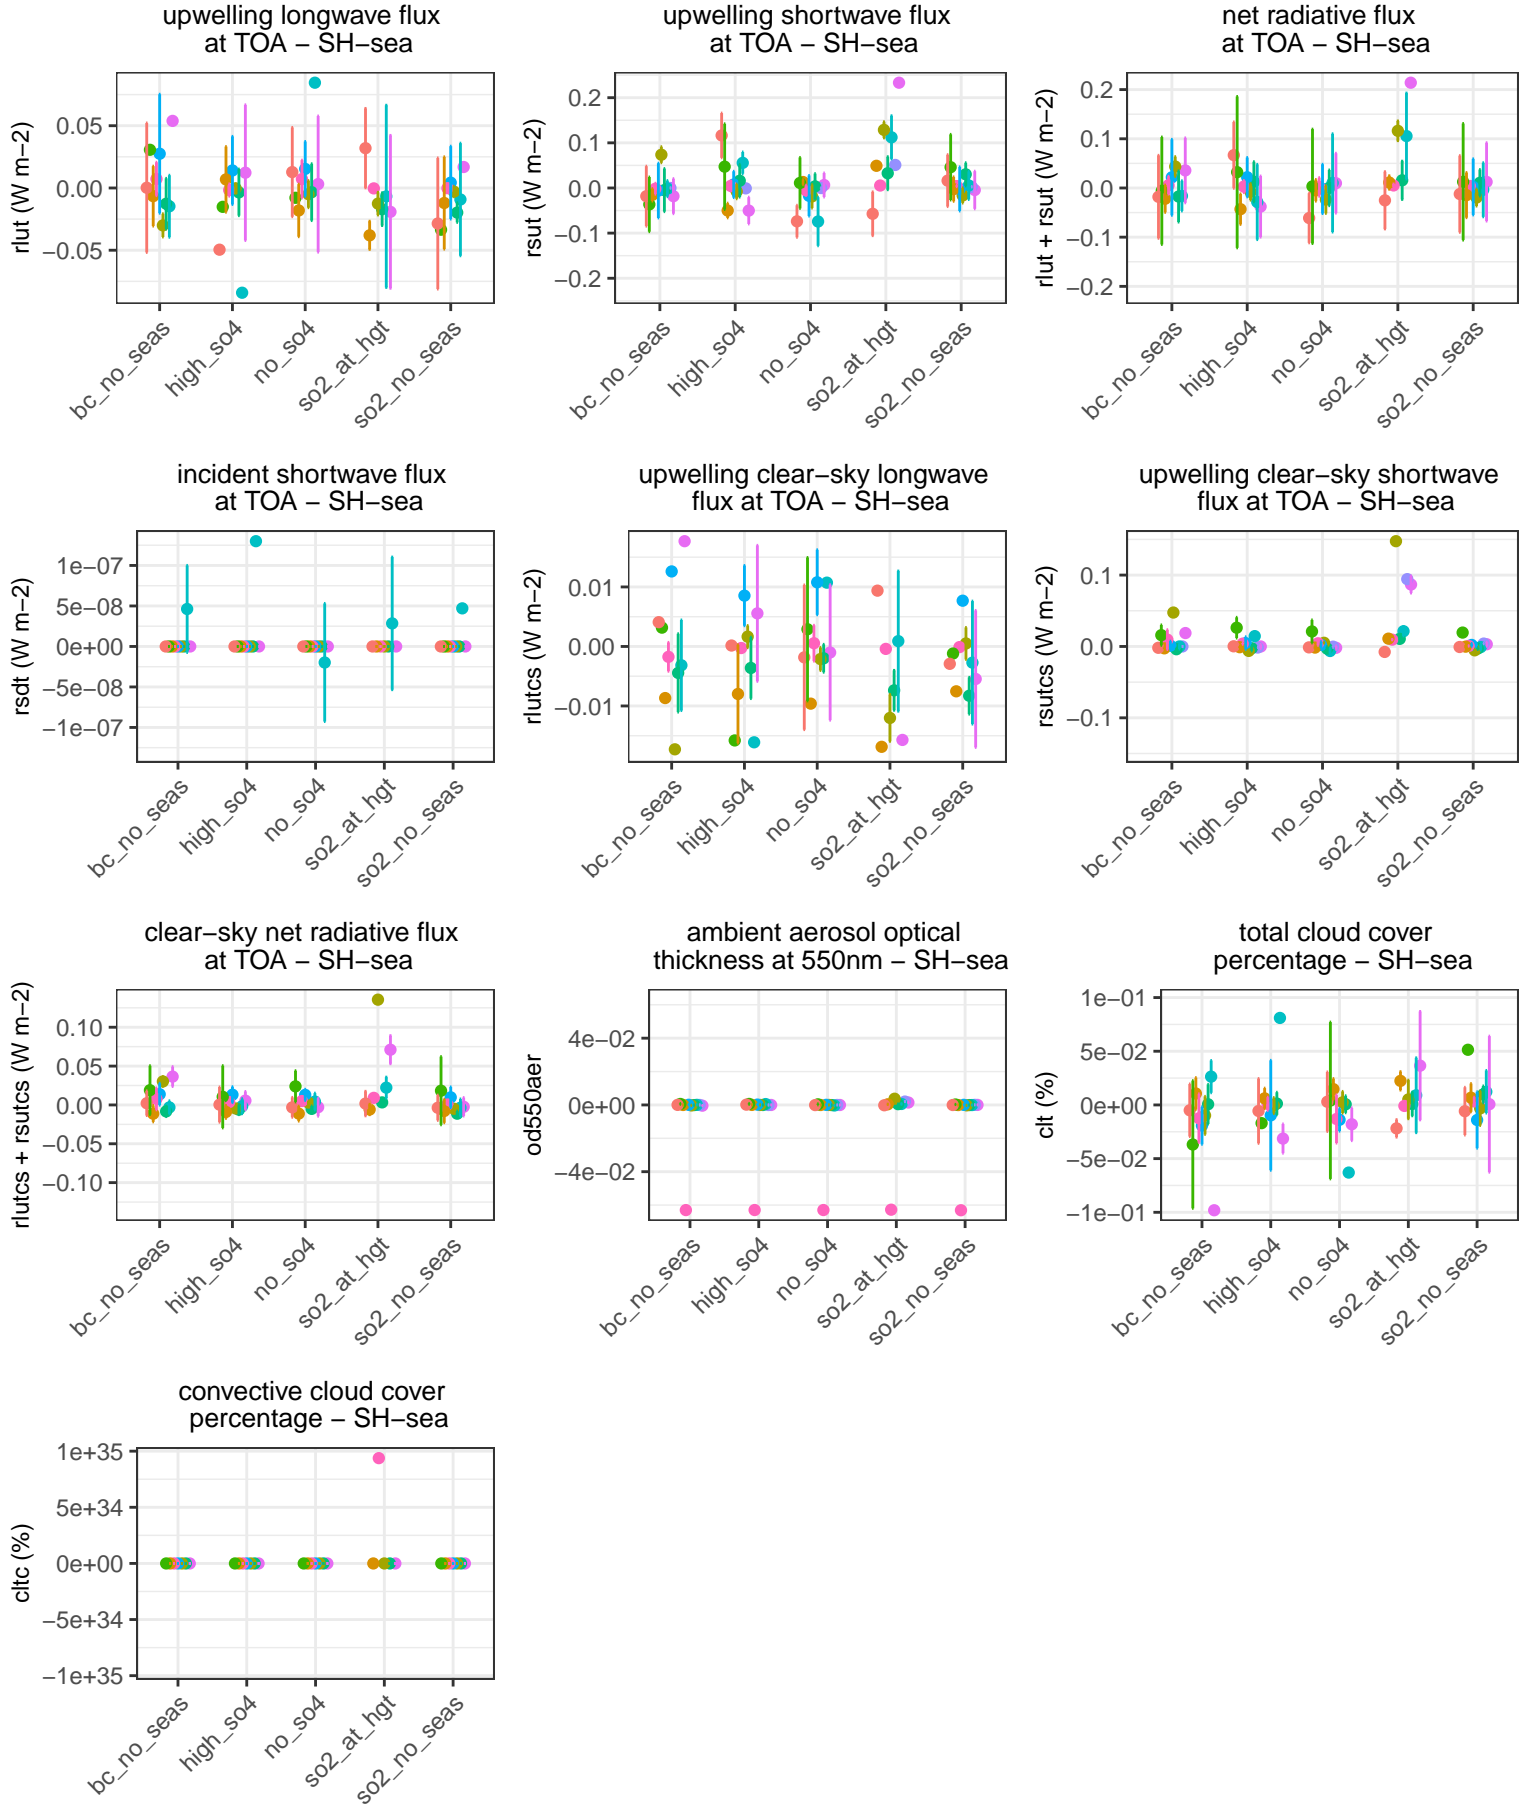 upwelling longwave flux
at TOA − SH−sea
rlut (W m−2)
0.05
0.00
−0.05
bc_no_seas
high_so4
no_so4
so2_at_hgt
so2_no_seas
upwelling shortwave flux
at TOA − SH−sea
rsut (W m−2)
0.2
0.1
0.0
−0.1
−0.2
bc_no_seas
high_so4
no_so4
so2_at_hgt
so2_no_seas
net radiative flux
at TOA − SH−sea
rlut + rsut (W m−2)
0.2
0.1
0.0
−0.1
−0.2
bc_no_seas
high_so4
no_so4
so2_at_hgt
so2_no_seas
incident shortwave flux
at TOA − SH−sea
rsdt (W m−2)
1e−07
5e−08
0e+00
−5e−08
−1e−07
bc_no_seas
high_so4
no_so4
so2_at_hgt
so2_no_seas
upwelling clear−sky longwave
flux at TOA − SH−sea
rlutcs (W m−2)
0.01
0.00
−0.01
bc_no_seas
high_so4
no_so4
so2_at_hgt
so2_no_seas
upwelling clear−sky shortwave
flux at TOA − SH−sea
rsutcs (W m−2)
0.1
0.0
−0.1
bc_no_seas
high_so4
no_so4
so2_at_hgt
so2_no_seas
clear−sky net radiative flux
at TOA − SH−sea
rlutcs + rsutcs (W m−2)
0.10
0.05
0.00
−0.05
−0.10
bc_no_seas
high_so4
no_so4
so2_at_hgt
so2_no_seas
ambient aerosol optical
thickness at 550nm − SH−sea
od550aer
4e−02
0e+00
−4e−02
bc_no_seas
high_so4
no_so4
so2_at_hgt
so2_no_seas
total cloud cover
percentage − SH−sea
clt (%)
1e−01
5e−02
0e+00
−5e−02
−1e−01
bc_no_seas
high_so4
no_so4
so2_at_hgt
so2_no_seas
convective cloud cover
percentage − SH−sea
cltc (%)
1e+35
5e+34
0e+00
−5e+34
−1e+35
bc_no_seas
high_so4
no_so4
so2_at_hgt
so2_no_seas